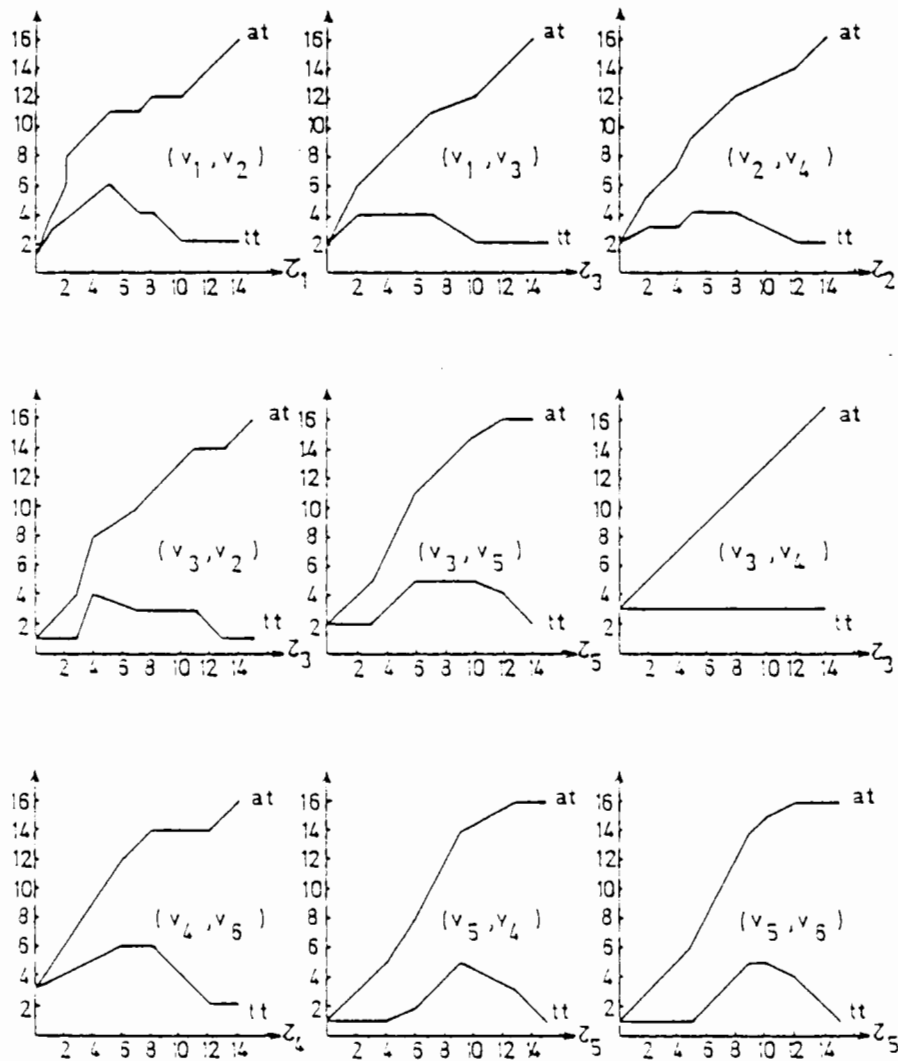 16 14 12 10 8 6 4 2 at (v1,v2) tt 2 4 6 8 10 12 14 τ1
16 14 12 10 8 6 4 2 at (v1,v3) tt 2 4 6 8 10 12 14 τ3
16 14 12 10 8 6 4 2 at (v2,v4) tt 2 4 6 8 10 12 14 τ2
16 14 12 10 8 6 4 2 at (v3,v2) tt 2 4 6 8 10 12 14 τ3
16 14 12 10 8 6 4 2 at (v3,v5) tt 2 4 6 8 10 12 14 τ5
16 14 12 10 8 6 4 2 at (v3,v4) tt 2 4 6 8 10 12 14 τ3
16 14 12 10 8 6 4 2 at (v4,v6) tt 2 4 6 8 10 12 14 τ4
16 14 12 10 8 6 4 2 at (v5,v4) tt 2 4 6 8 10 12 14 τ5
16 14 12 10 8 6 4 2 at (v5,v6) tt 2 4 6 8 10 12 14 τ5